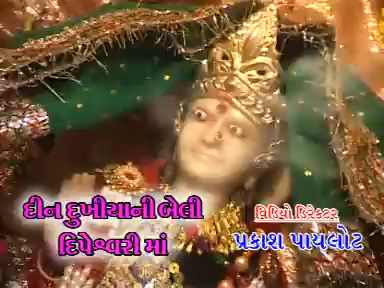 દીન દુખીયાની બેલી
દિપેશ્વરી માં
વિડિયો ડિરેક્ટર
પ્રકાશ પાયલોટ